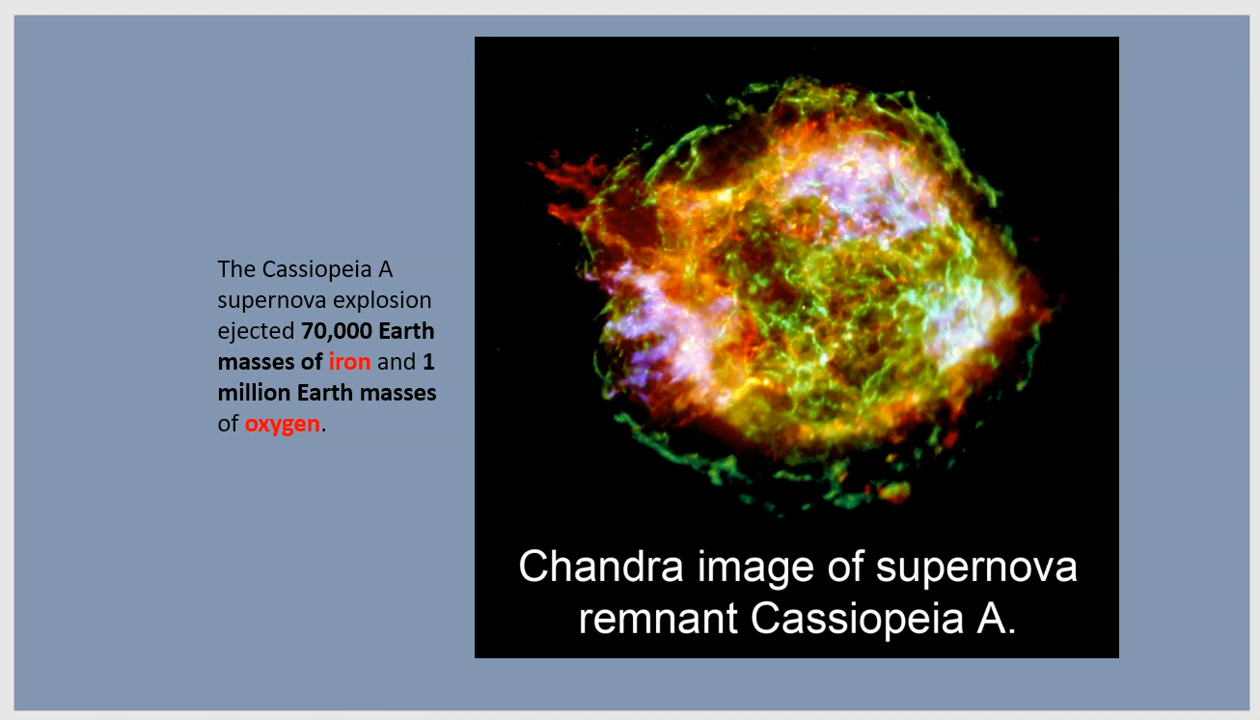 The Cassiopeia A
supernova explosion
ejected 70,000 Earth
masses of iron and 1
million Earth masses
of oxygen.
Chandra image of supernova
remnant Cassiopeia A.